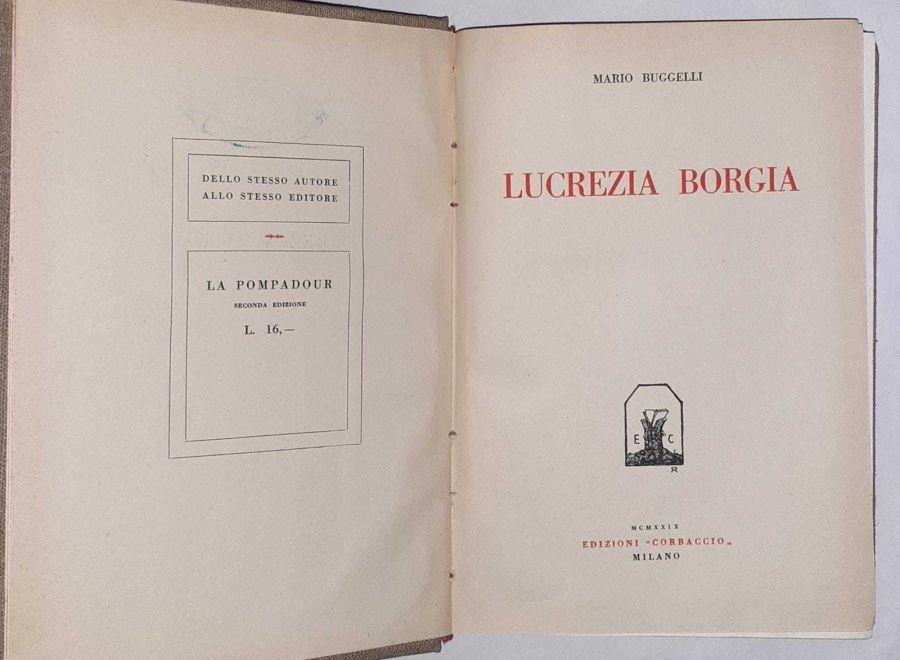 DELLO STESSO AUTORE
ALLO STESSO EDITORE
LA POMPADOUR
SECONDA EDIZIONE
L. 16,—
MARIO BUGGELLI
LUCREZIA BORGIA
E C
MCMXXIX
EDIZIONI "CORBACCIO„
MILANO